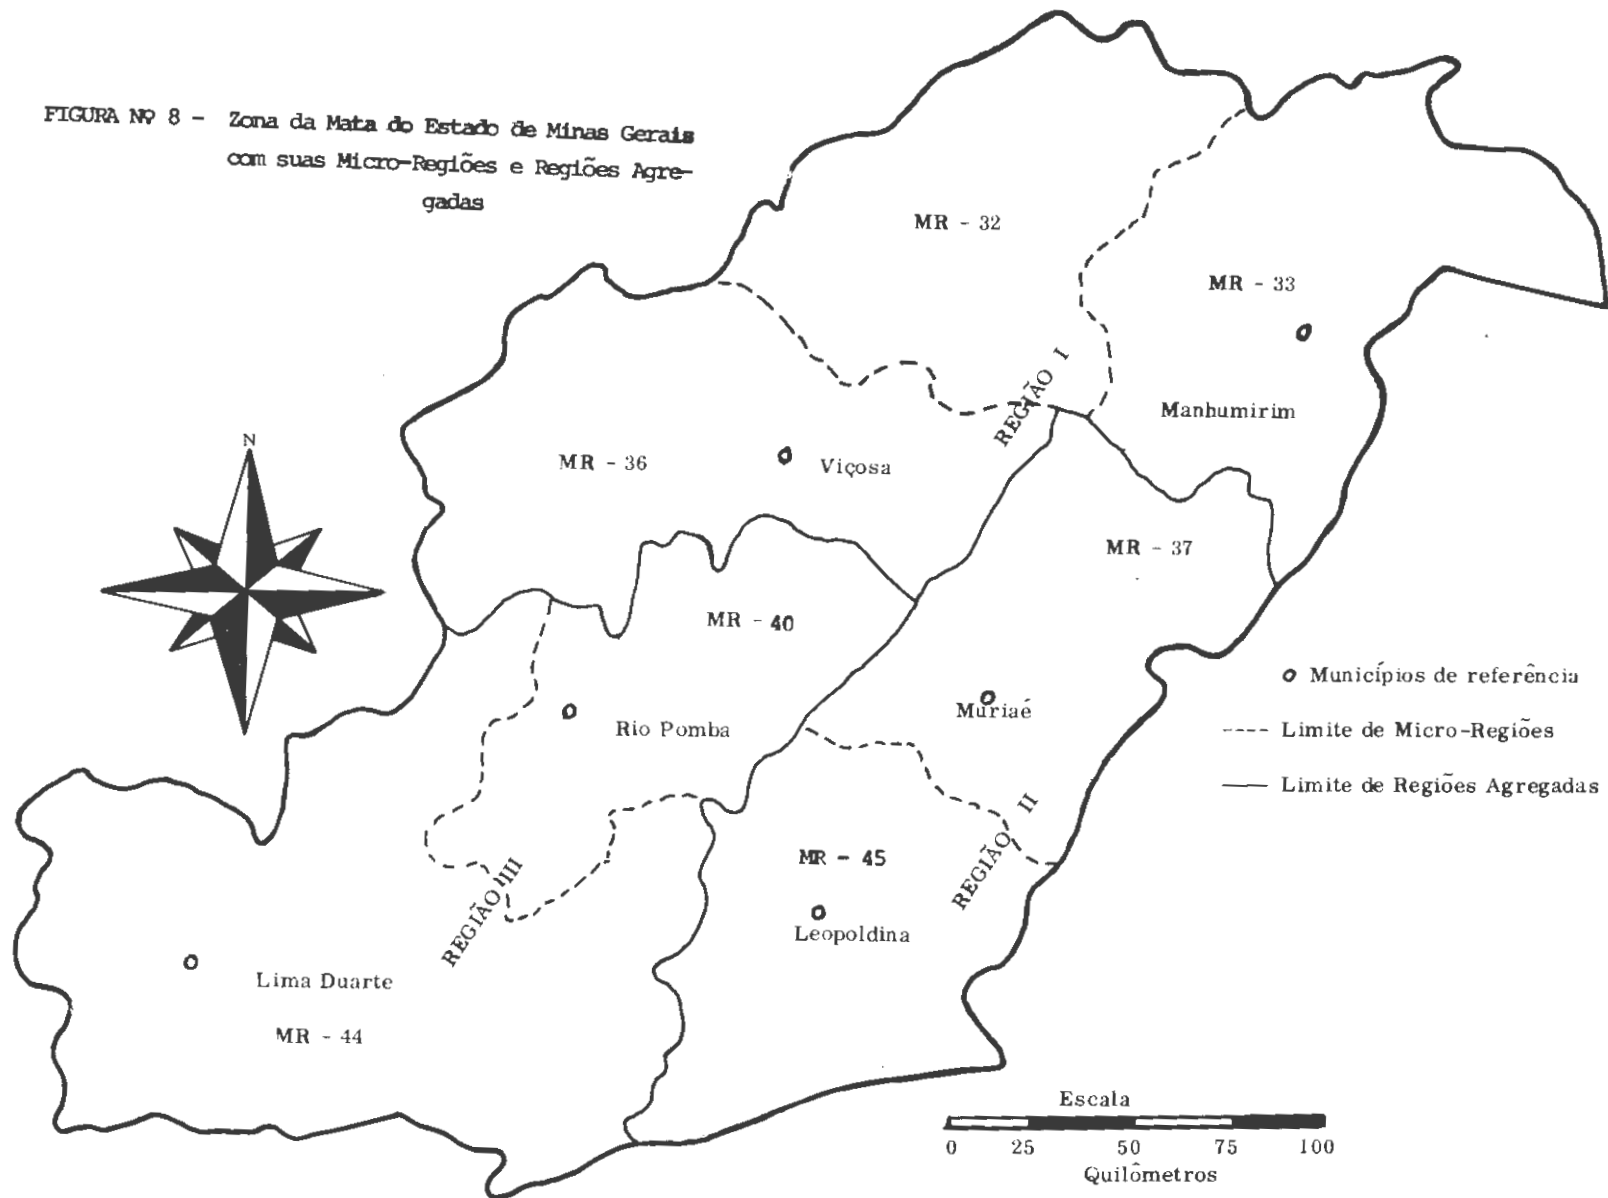 FIGURA Nº 8 - Zona da Mata do Estado de Minas Gerais
com suas Micro-Regiões e Regiões Agre-
gadas
MR - 32
MR - 33
REGIÃO I
Manhumirim
MR - 36
Viçosa
N
MR - 37
MR - 40
Muriaé
Rio Pomba
Municípios de referência
Limite de Micro-Regiões
Limite de Regiões Agregadas
REGIÃO II
MR - 45
REGIÃO III
Leopoldina
Lima Duarte
MR - 44
Escala
0 25 50 75 100
Quilômetros